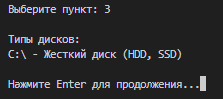 Выберите пункт: 3
Типы дисков:
C:\ - Жесткий диск (HDD, SSD)
Нажмите Enter для продолжения...